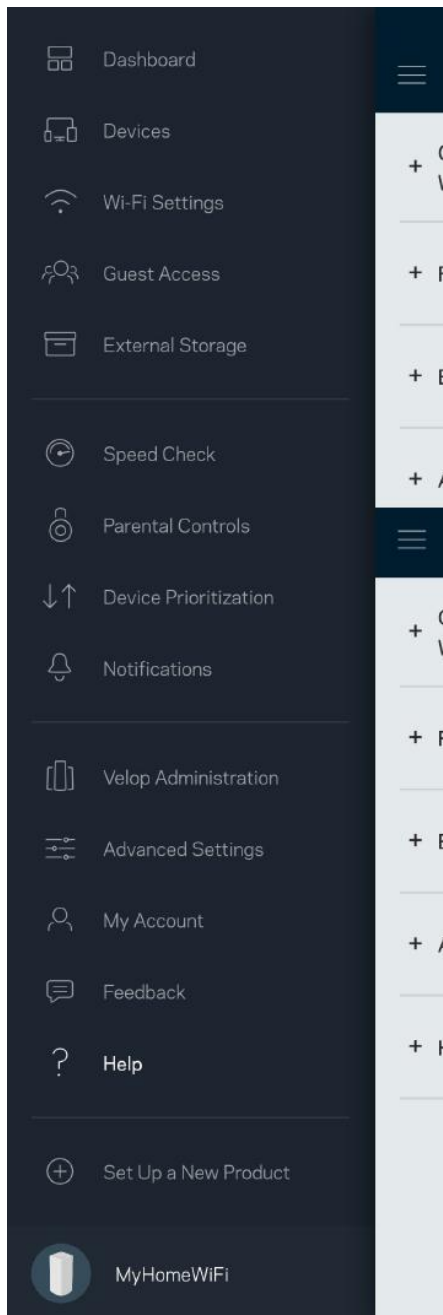 Dashboard
Devices
Wi-Fi Settings
Guest Access
External Storage
Speed Check
Parental Controls
Device Prioritization
Notifications
Velop Administration
Advanced Settings
My Account
Feedback
Help
Set Up a New Product
MyHomeWiFi